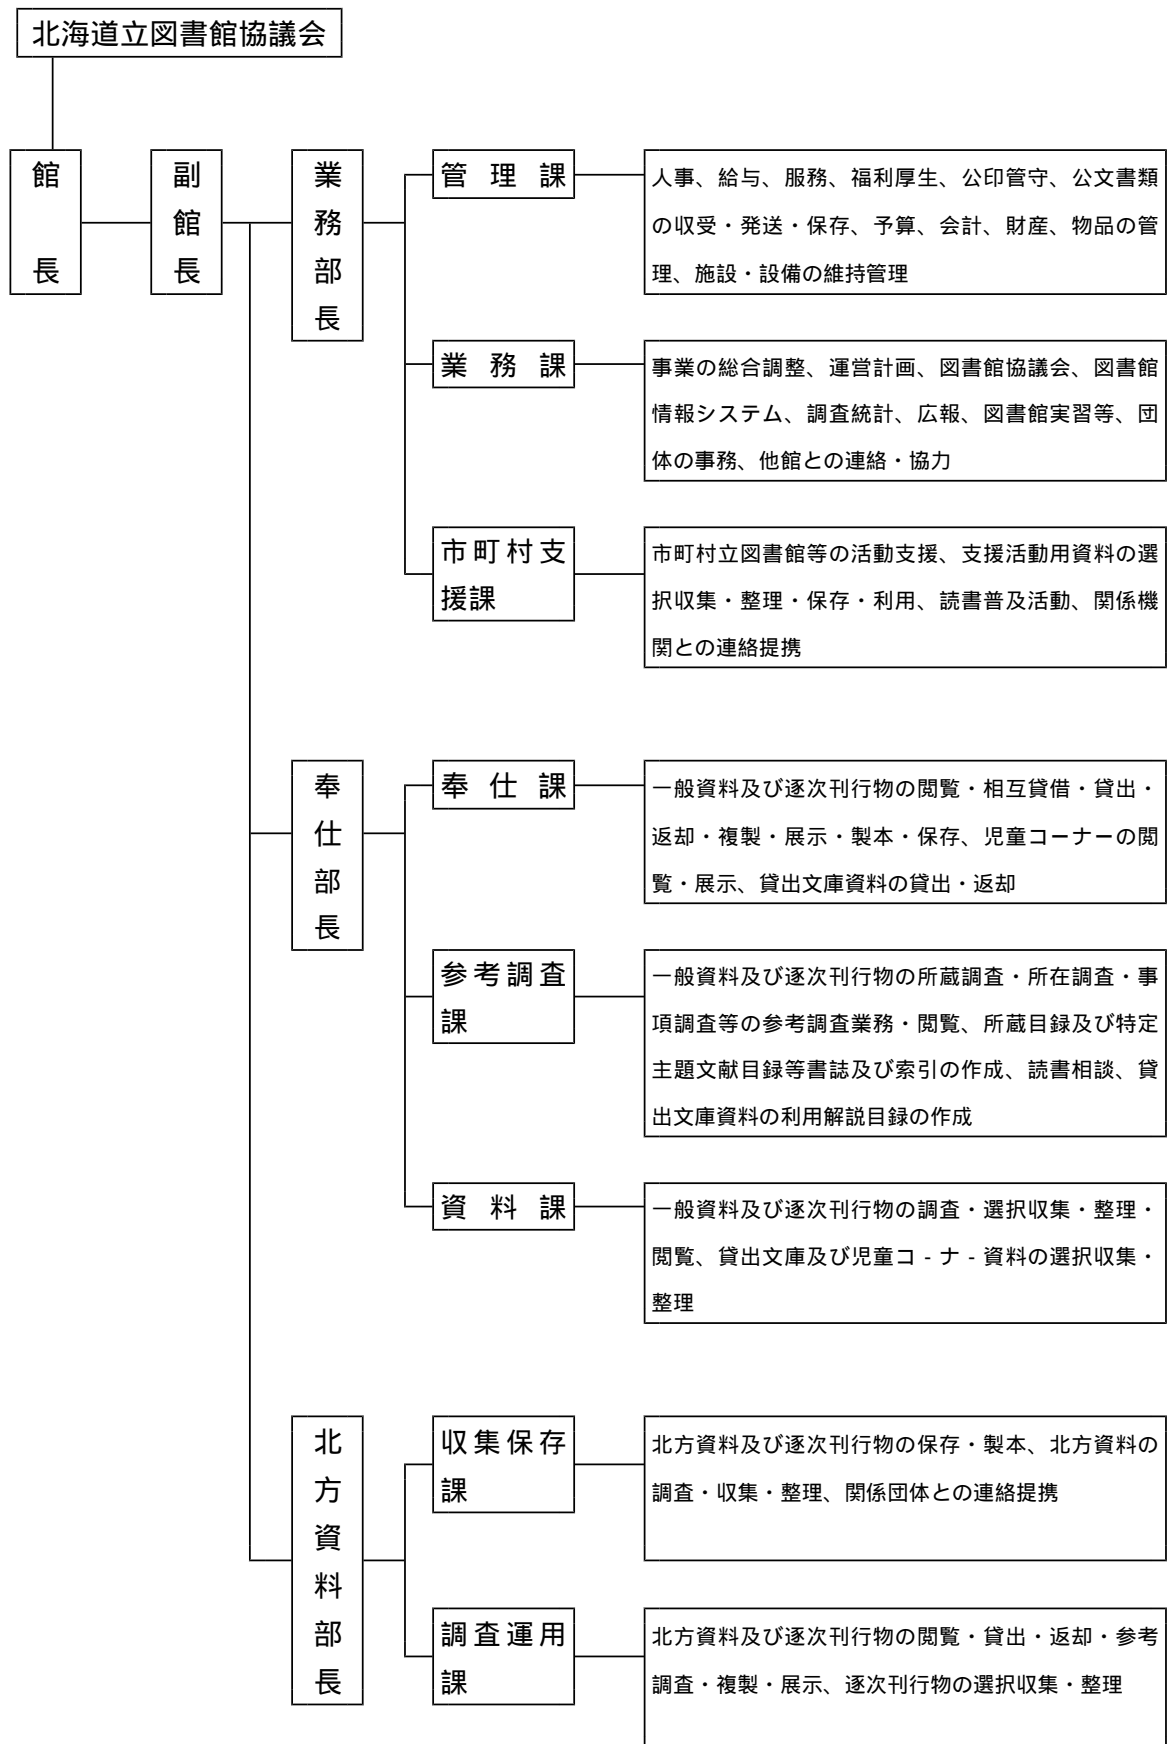 北海道立図書館協議会
館長
副館長
業務部長
管理課
人事、給与、服務、福利厚生、公印管守、公文書類
の収受・発送・保存、予算、会計、財産、物品の管
理、施設・設備の維持管理
業務課
事業の総合調整、運営計画、図書館協議会、図書館
情報システム、調査統計、広報、図書館実習等、団
体の事務、他館との連絡・協力
市町村支
援課
市町村立図書館等の活動支援、支援活動用資料の選
択収集・整理・保存・利用、読書普及活動、関係機
関との連絡提携
奉仕部長
奉仕課
一般資料及び逐次刊行物の閲覧・相互貸借・貸出・
返却・複製・展示・製本・保存、児童コーナーの閲
覧・展示、貸出文庫資料の貸出・返却
参考調査
課
一般資料及び逐次刊行物の所蔵調査・所在調査・事
項調査等の参考調査業務・閲覧、所蔵目録及び特定
主題文献目録等書誌及び索引の作成、読書相談、貸
出文庫資料の利用解説目録の作成
資料課
一般資料及び逐次刊行物の調査・選択収集・整理・
閲覧、貸出文庫及び児童コ-ナ-資料の選択収集・
整理
北方資料部長
収集保存
課
北方資料及び逐次刊行物の保存・製本、北方資料の
調査・収集・整理、関係団体との連絡提携
調査運用
課
北方資料及び逐次刊行物の閲覧・貸出・返却・参考
調査・複製・展示、逐次刊行物の選択収集・整理